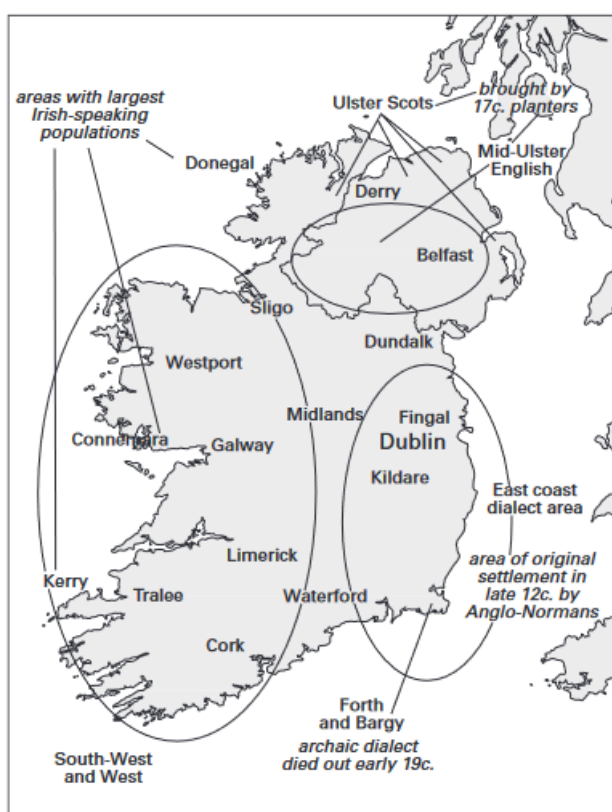 areas with largest
Irish-speaking
populations
Ulster Scots
brought by
17c. planters
Mid-Ulster
English
Donegal
Derry
Belfast
Sligo
Dundalk
Westport
Midlands
Fingal
Dublin
Connemara
Galway
Kildare
East coast
dialect area
Limerick
area of original
settlement in
late 12c. by
Anglo-Normans
Kerry
Tralee
Waterford
Cork
Forth
and Bargy
archaic dialect
died out early 19c.
South-West
and West